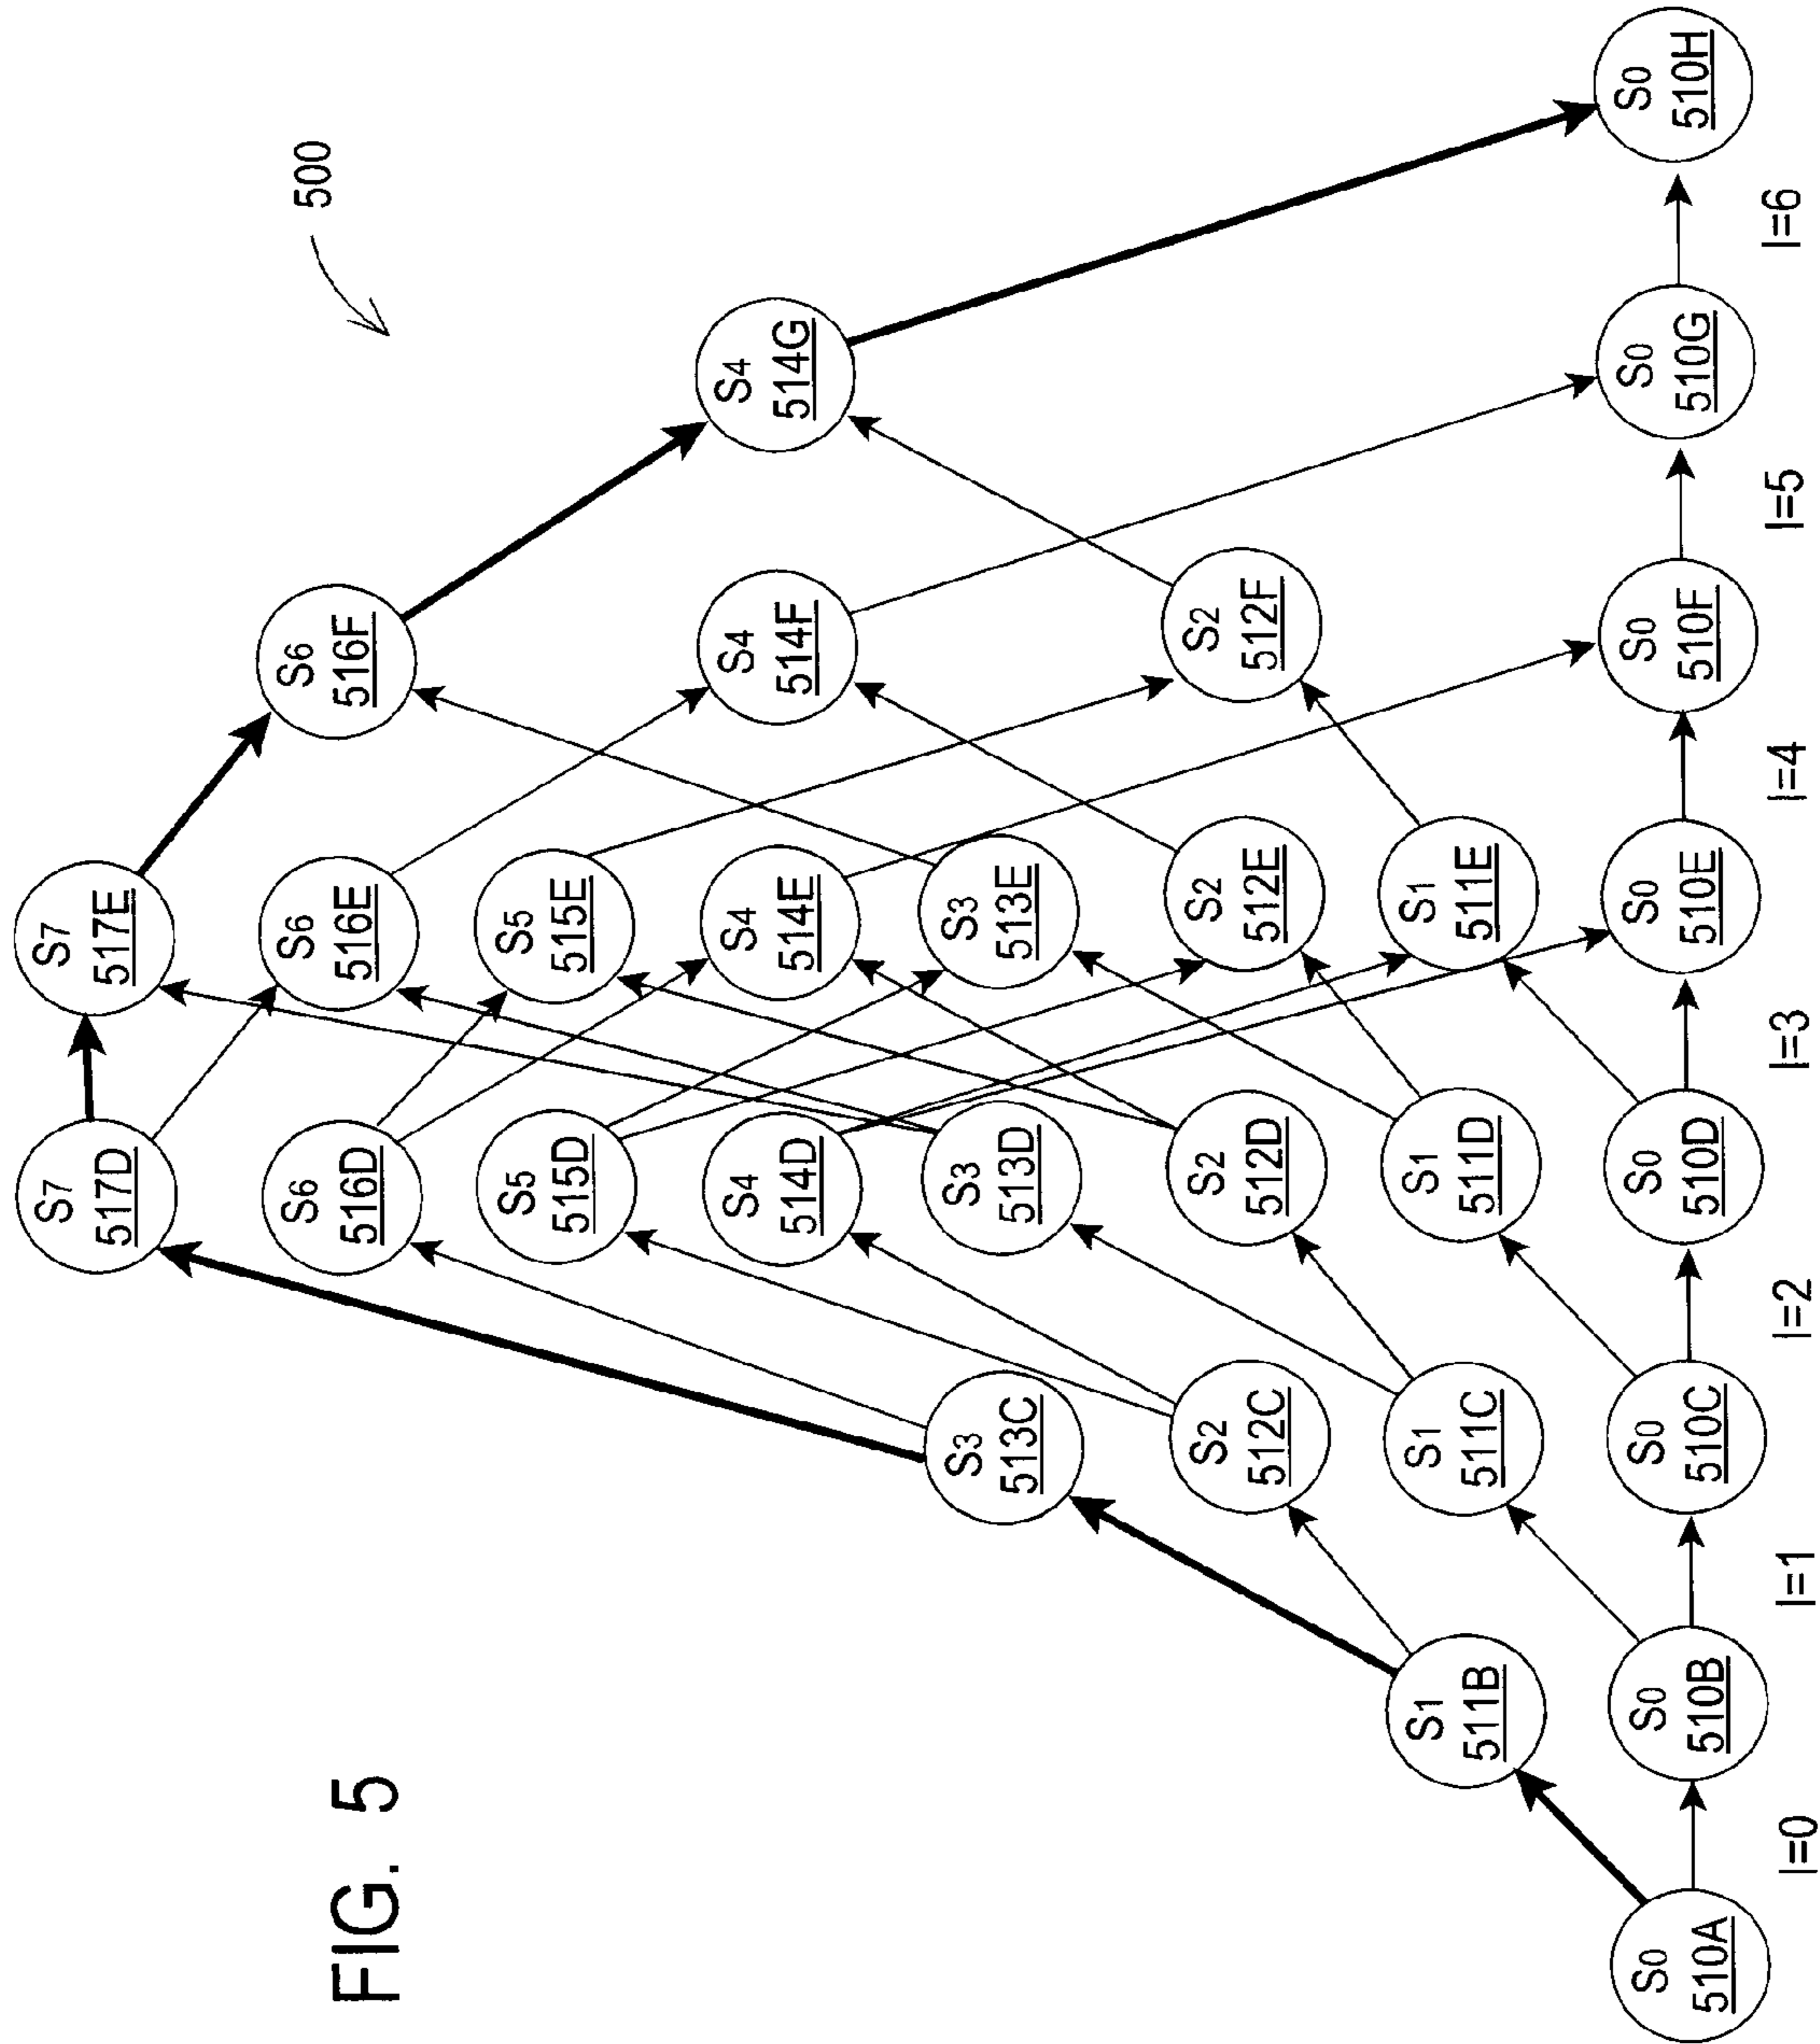 FIG. 5
500
S7
517D
S7
517E
S6
516D
S6
516E
S6
516F
S5
515D
S5
515E
S4
514D
S4
514E
S4
514F
S4
514G
S3
513C
S3
513D
S3
513E
S2
512C
S2
512D
S2
512E
S2
512F
S1
511B
S1
511C
S1
511D
S1
511E
S0
510A
S0
510B
S0
510C
S0
510D
S0
510E
S0
510F
S0
510G
S0
510H
I=0
I=1
I=2
I=3
I=4
I=5
I=6